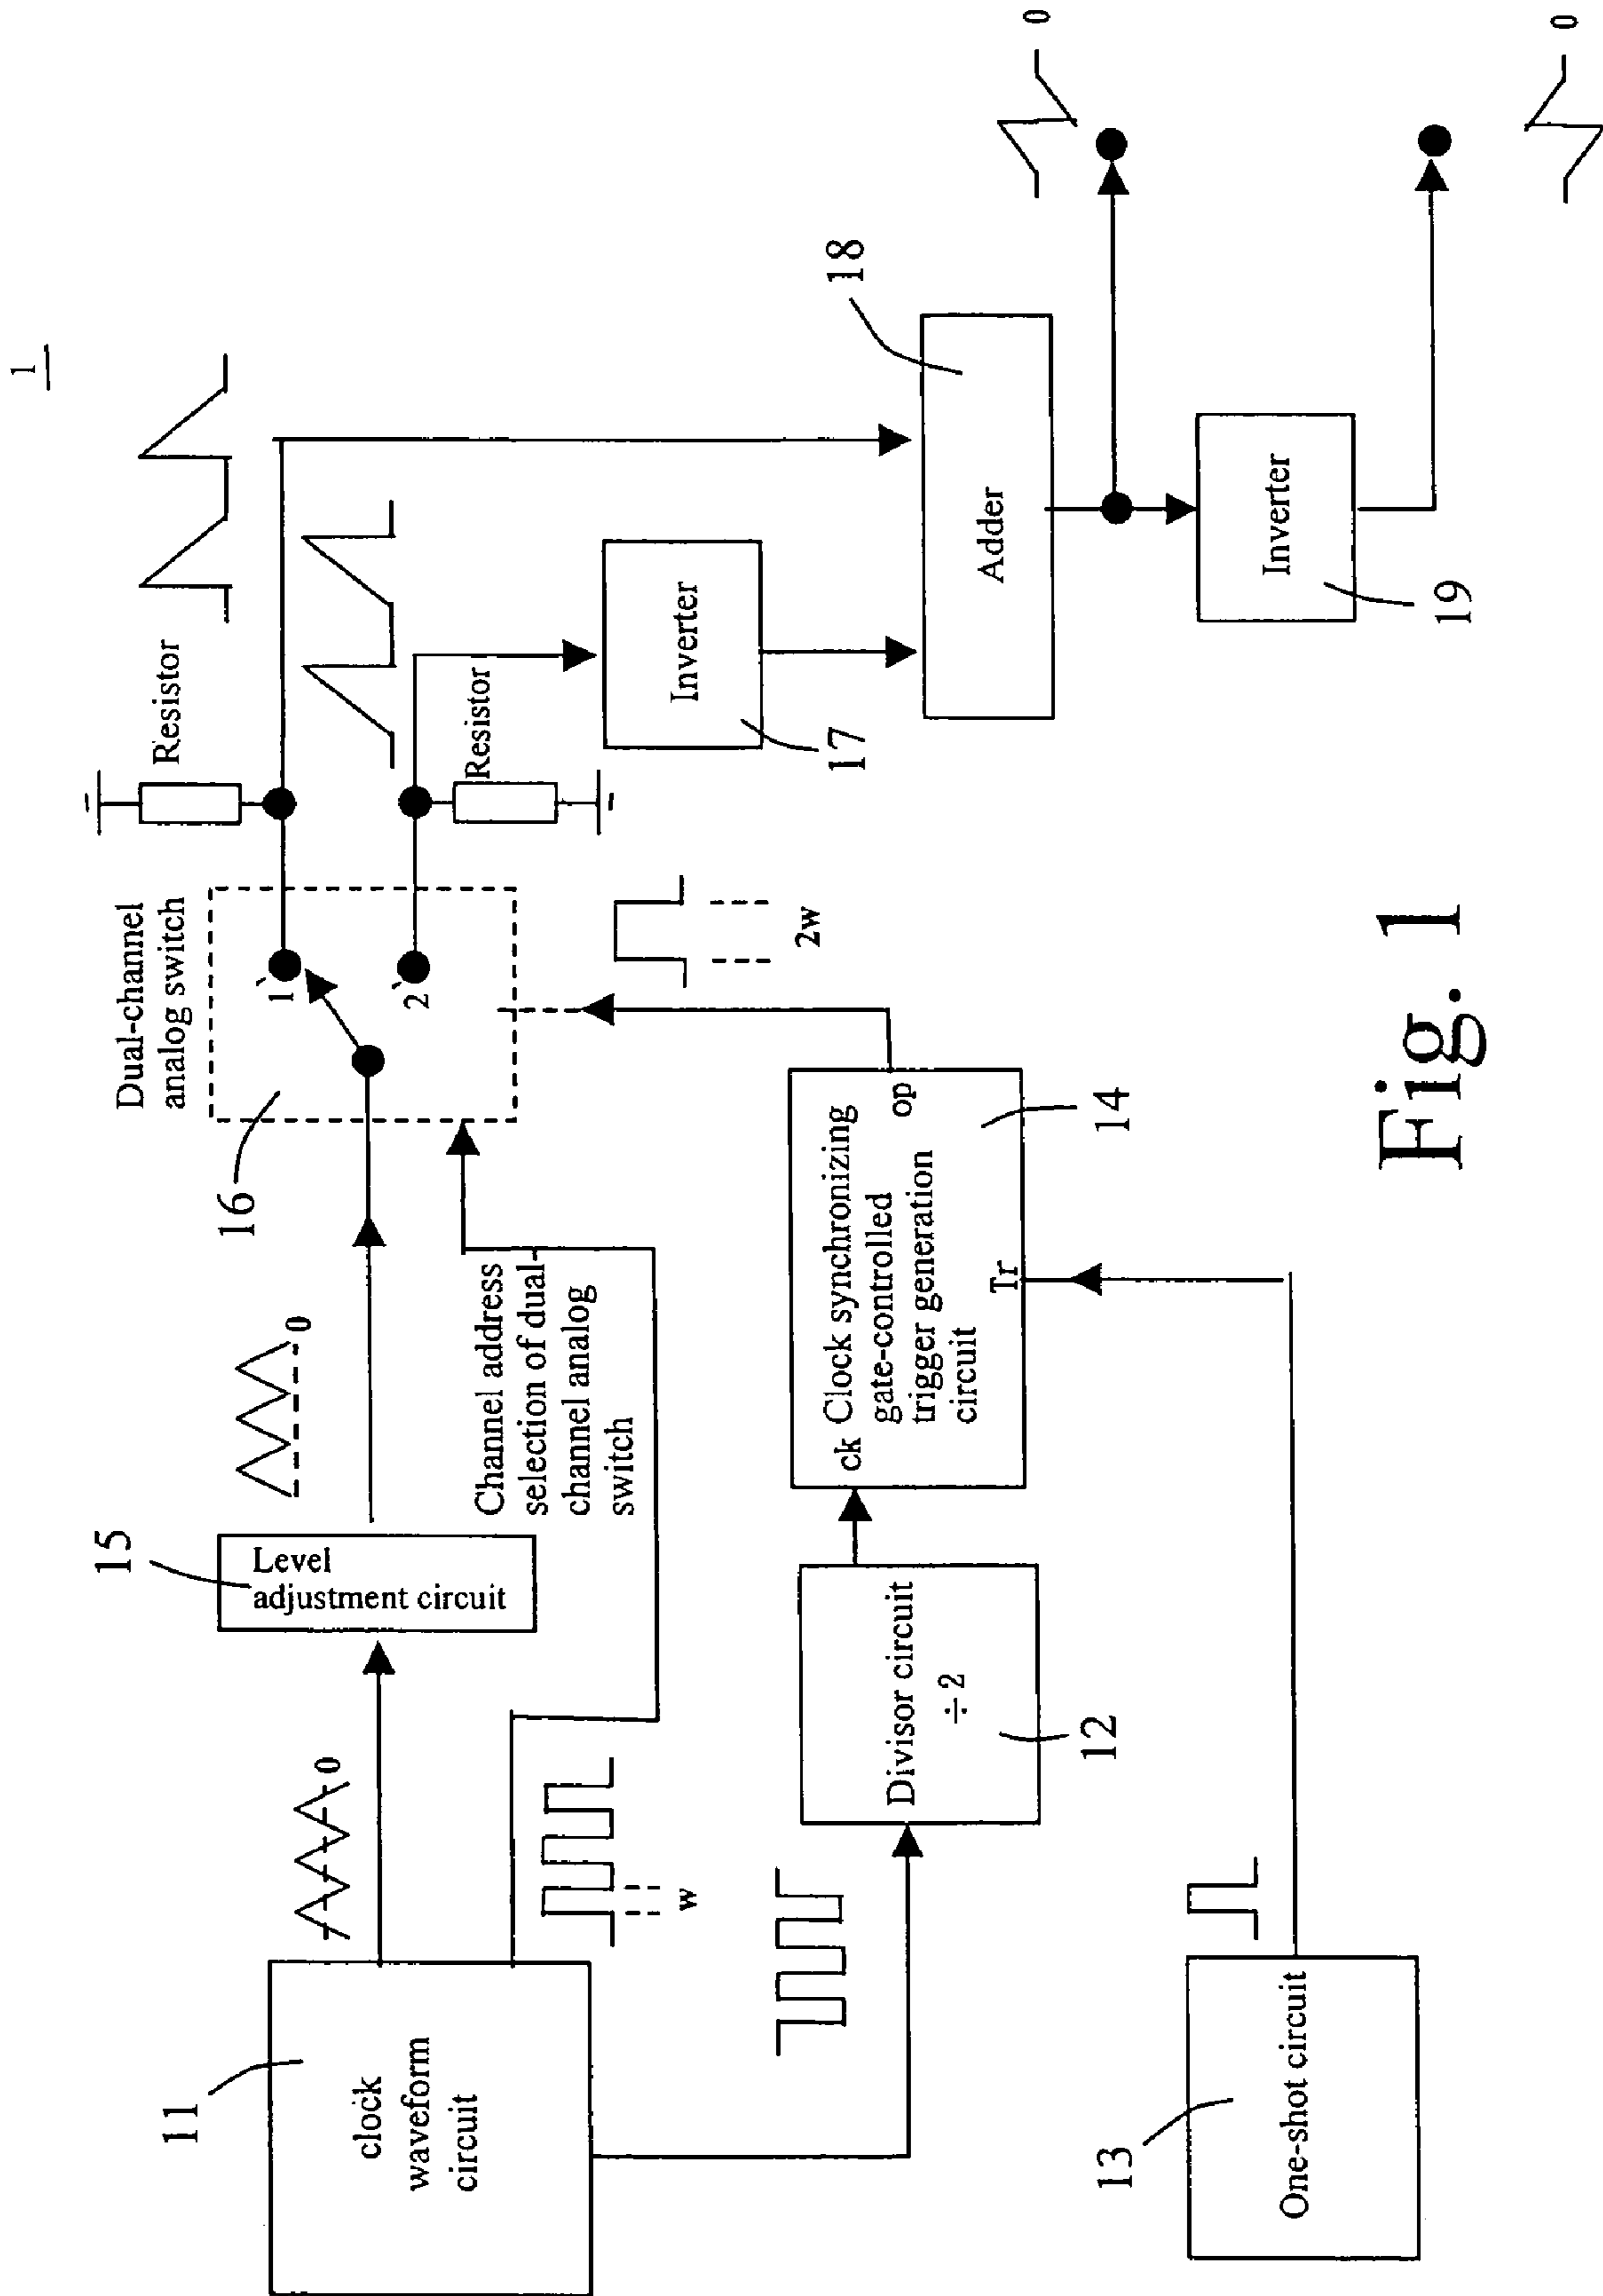 1
11
clock
waveform
circuit
0
w
15
Level
adjustment circuit
0
16
Dual-channel
analog switch
1`
2`
Resistor
Resistor
Channel address
selection of dual-
channel analog
switch
2w
Inverter
17
Adder
18
Inverter
19
0
0
Divisor circuit
÷ 2
12
ck Clock synchronizing
gate-controlled
trigger generation
circuit
op
Tr
14
One-shot circuit
13
Fig. 1